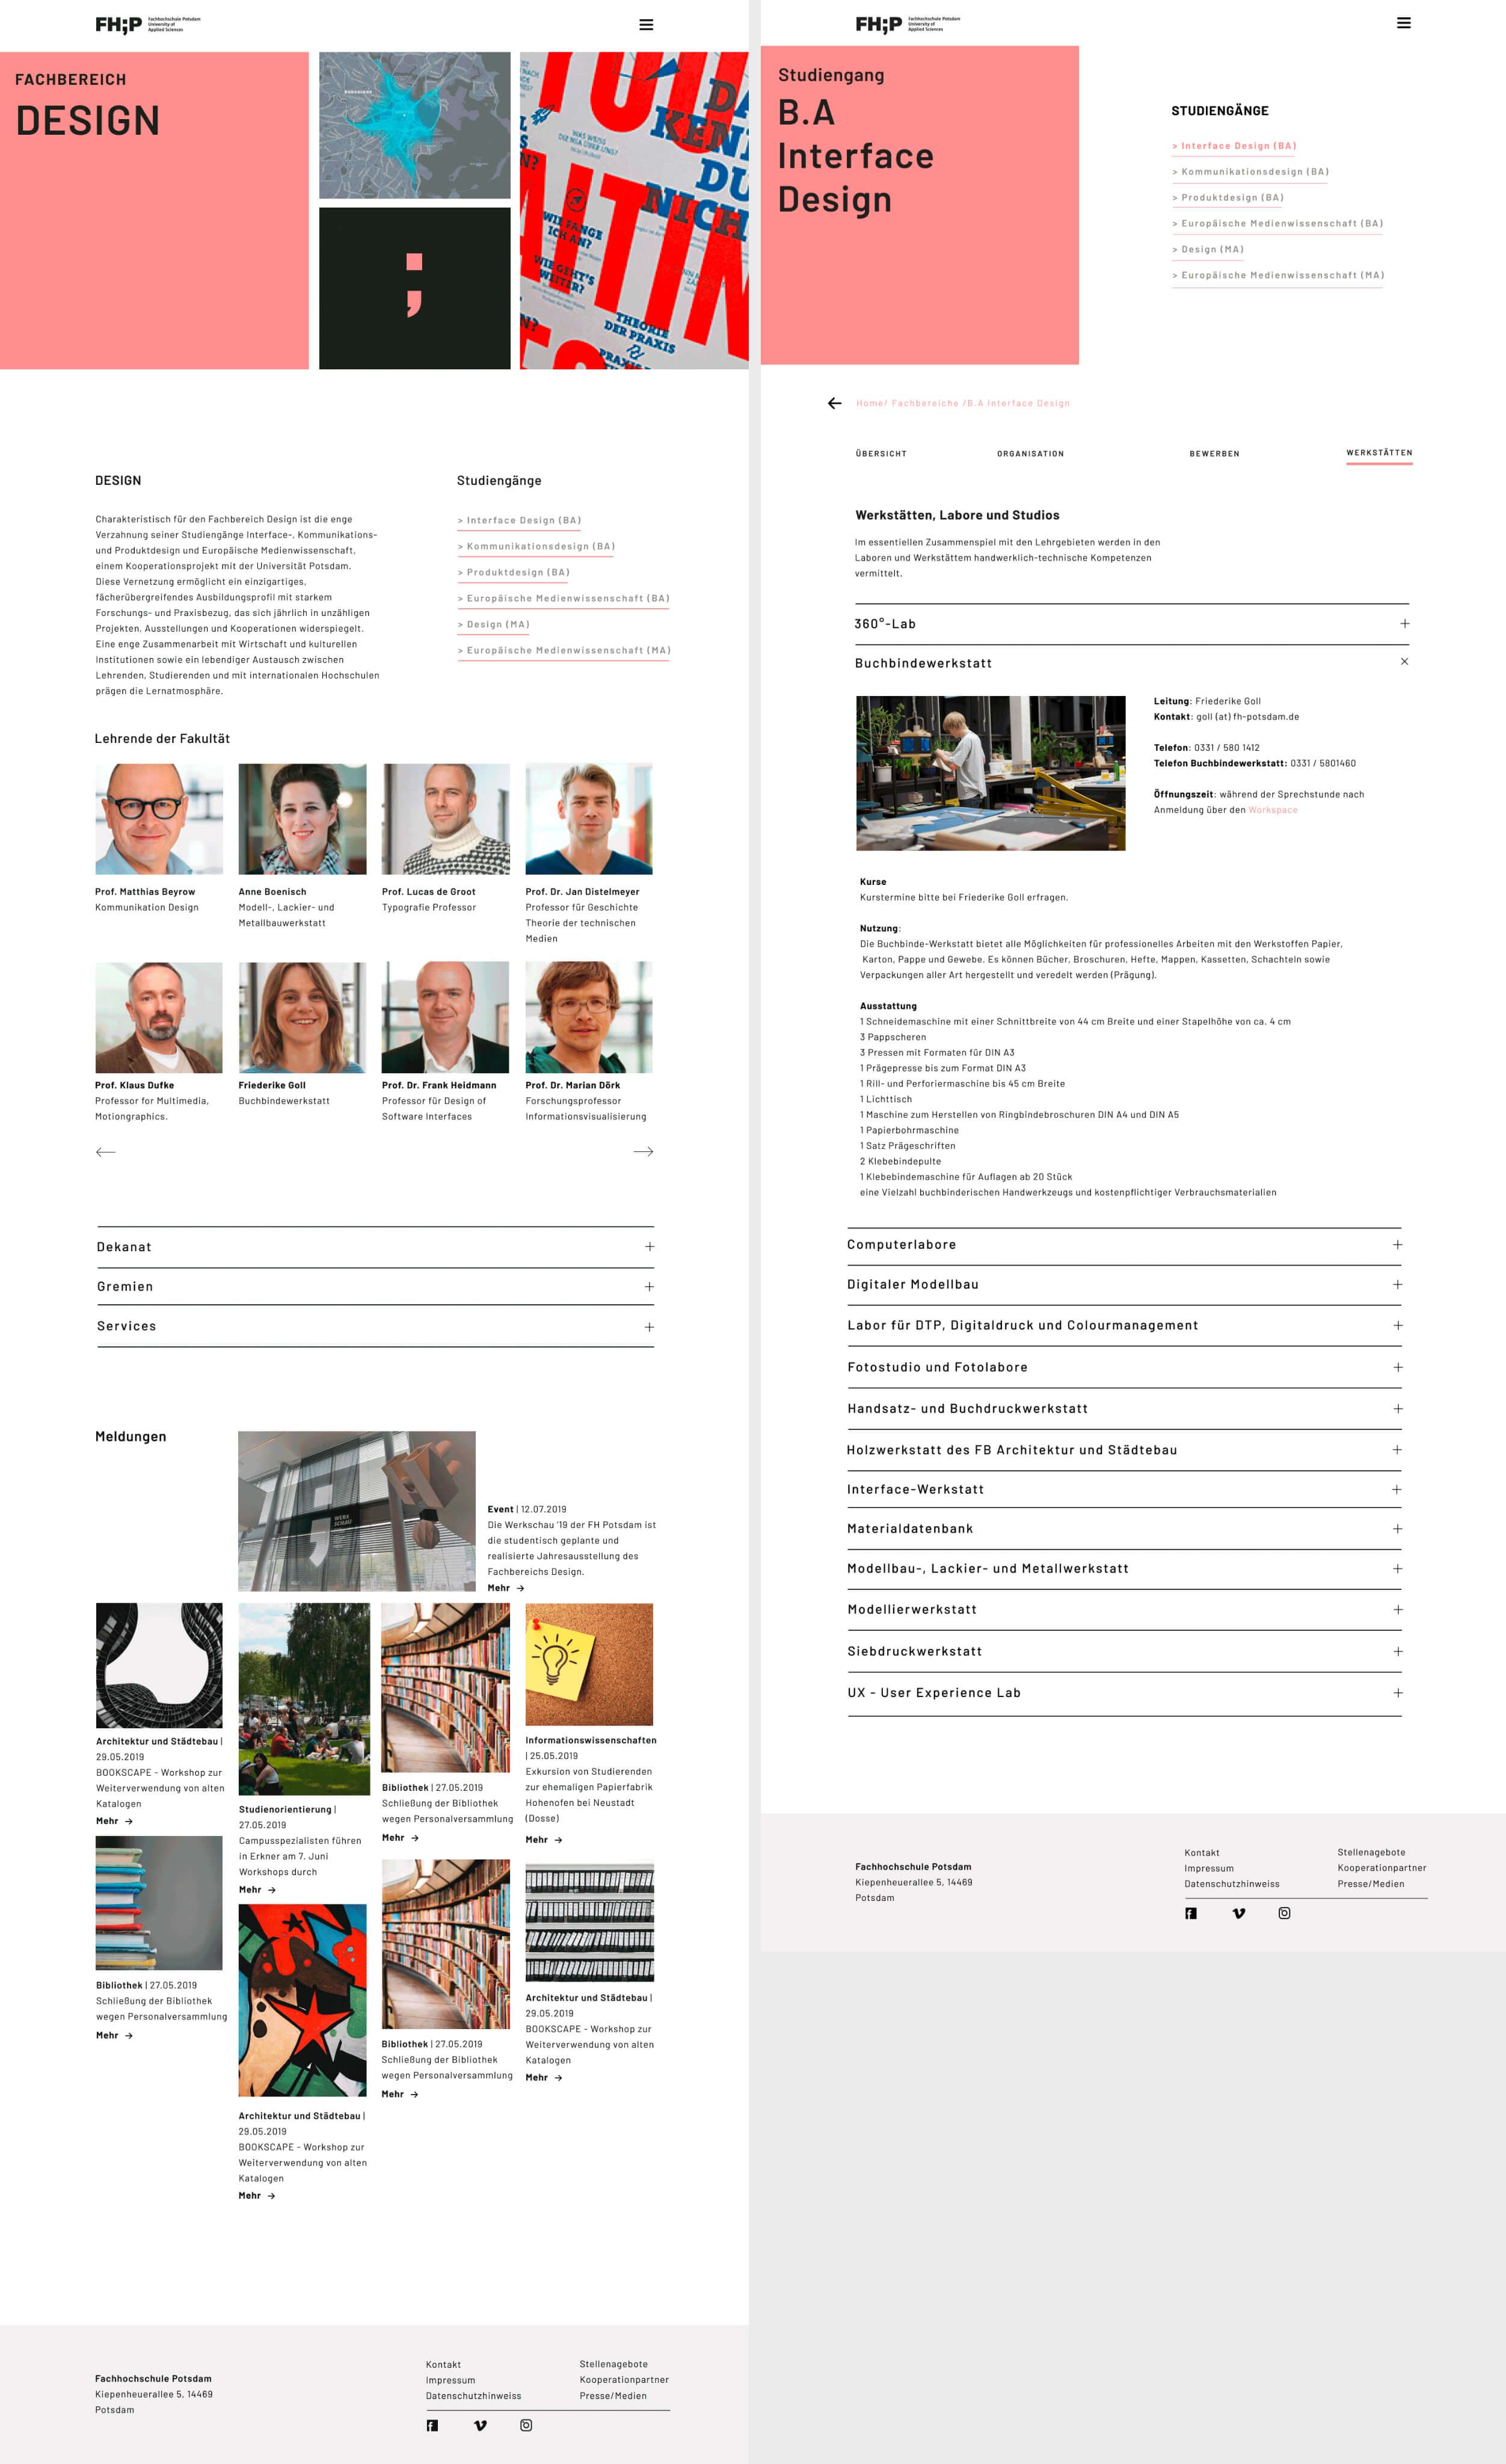 FH;P Fachhochschule Potsdam
University of
Applied Sciences
FACHBEREICH
DESIGN
WAS WEISS
DIE NGA ÜBER UNS?
WIE FANGE
ICH AN?
WIE GEHT'S
WEITER?
THEORIE
DER PRAXIS
DESIGN
Charakteristisch für den Fachbereich Design ist die enge
Verzahnung seiner Studiengänge Interface-, Kommunikations-
und Produktdesign und Europäische Medienwissenschaft,
einem Kooperationsprojekt mit der Universität Potsdam.
Diese Vernetzung ermöglicht ein einzigartiges,
fächerübergreifendes Ausbildungsprofil mit starkem
Forschungs- und Praxisbezug, das sich jährlich in unzähligen
Projekten, Ausstellungen und Kooperationen widerspiegelt.
Eine enge Zusammenarbeit mit Wirtschaft und kulturellen
Institutionen sowie ein lebendiger Austausch zwischen
Lehrenden, Studierenden und mit internationalen Hochschulen
prägen die Lernatmosphäre.
Studiengänge
> Interface Design (BA)
> Kommunikationsdesign (BA)
> Produktdesign (BA)
> Europäische Medienwissenschaft (BA)
> Design (MA)
> Europäische Medienwissenschaft (MA)
Lehrende der Fakultät
Prof. Matthias Beyrow
Kommunikation Design
Anne Boenisch
Modell-, Lackier- und
Metallbauwerkstatt
Prof. Lucas de Groot
Typografie Professor
Prof. Dr. Jan Distelmeyer
Professor für Geschichte
Theorie der technischen
Medien
Prof. Klaus Dufke
Professor for Multimedia,
Motiongraphics.
Friederike Goll
Buchbindewerkstatt
Prof. Dr. Frank Heidmann
Professor für Design of
Software Interfaces
Prof. Dr. Marian Dörk
Forschungsprofessor
Informationsvisualisierung
Dekanat
Gremien
Services
Meldungen
WERK
SCHAU
Event | 12.07.2019
Die Werkschau '19 der FH Potsdam ist
die studentisch geplante und
realisierte Jahresausstellung des
Fachbereichs Design.
Mehr →
Architektur und Städtebau |
29.05.2019
BOOKSCAPE - Workshop zur
Weiterverwendung von alten
Katalogen
Mehr →
Studienorientierung |
27.05.2019
Campusspezialisten führen
in Erkner am 7. Juni
Workshops durch
Mehr →
Bibliothek | 27.05.2019
Schließung der Bibliothek
wegen Personalversammlung
Mehr →
Informationswissenschaften
| 25.05.2019
Exkursion von Studierenden
zur ehemaligen Papierfabrik
Hohenofen bei Neustadt
(Dosse)
Mehr →
Bibliothek | 27.05.2019
Schließung der Bibliothek
wegen Personalversammlung
Mehr →
Architektur und Städtebau |
29.05.2019
BOOKSCAPE - Workshop zur
Weiterverwendung von alten
Katalogen
Mehr →
Bibliothek | 27.05.2019
Schließung der Bibliothek
wegen Personalversammlung
Mehr →
Architektur und Städtebau |
29.05.2019
BOOKSCAPE - Workshop zur
Weiterverwendung von alten
Katalogen
Mehr →
Fachhochschule Potsdam
Kiepenheuerallee 5, 14469
Potsdam
Kontakt
Impressum
Datenschutzhinweiss
Stellenagebote
Kooperationpartner
Presse/Medien
FH;P Fachhochschule Potsdam
University of
Applied Sciences
Studiengang
B.A
Interface
Design
STUDIENGÄNGE
> Interface Design (BA)
> Kommunikationsdesign (BA)
> Produktdesign (BA)
> Europäische Medienwissenschaft (BA)
> Design (MA)
> Europäische Medienwissenschaft (MA)
← Home/ Fachbereiche /B.A Interface Design
ÜBERSICHT ORGANISATION BEWERBEN WERKSTÄTTEN
Werkstätten, Labore und Studios
Im essentiellen Zusammenspiel mit den Lehrgebieten werden in den
Laboren und Werkstättem handwerklich-technische Kompetenzen
vermittelt.
360°-Lab
Buchbindewerkstatt
Leitung: Friederike Goll
Kontakt: goll (at) fh-potsdam.de
Telefon: 0331 / 580 1412
Telefon Buchbindewerkstatt: 0331 / 5801460
Öffnungszeit: während der Sprechstunde nach
Anmeldung über den Workspace
Kurse
Kurstermine bitte bei Friederike Goll erfragen.
Nutzung:
Die Buchbinde-Werkstatt bietet alle Möglichkeiten für professionelles Arbeiten mit den Werkstoffen Papier,
Karton, Pappe und Gewebe. Es können Bücher, Broschuren, Hefte, Mappen, Kassetten, Schachteln sowie
Verpackungen aller Art hergestellt und veredelt werden (Prägung).
Ausstattung
1 Schneidemaschine mit einer Schnittbreite von 44 cm Breite und einer Stapelhöhe von ca. 4 cm
3 Pappscheren
3 Pressen mit Formaten für DIN A3
1 Prägepresse bis zum Format DIN A3
1 Rill- und Perforiermaschine bis 45 cm Breite
1 Lichttisch
1 Maschine zum Herstellen von Ringbindebroschuren DIN A4 und DIN A5
1 Papierbohrmaschine
1 Satz Prägeschriften
2 Klebebindepulte
1 Klebebindemaschine für Auflagen ab 20 Stück
eine Vielzahl buchbinderischen Handwerkzeugs und kostenpflichtiger Verbrauchsmaterialien
Computerlabore
Digitaler Modellbau
Labor für DTP, Digitaldruck und Colourmanagement
Fotostudio und Fotolabore
Handsatz- und Buchdruckwerkstatt
Holzwerkstatt des FB Architektur und Städtebau
Interface-Werkstatt
Materialdatenbank
Modellbau-, Lackier- und Metallwerkstatt
Modellierwerkstatt
Siebdruckwerkstatt
UX - User Experience Lab
Fachhochschule Potsdam
Kiepenheuerallee 5, 14469
Potsdam
Kontakt
Impressum
Datenschutzhinweiss
Stellenagebote
Kooperationpartner
Presse/Medien